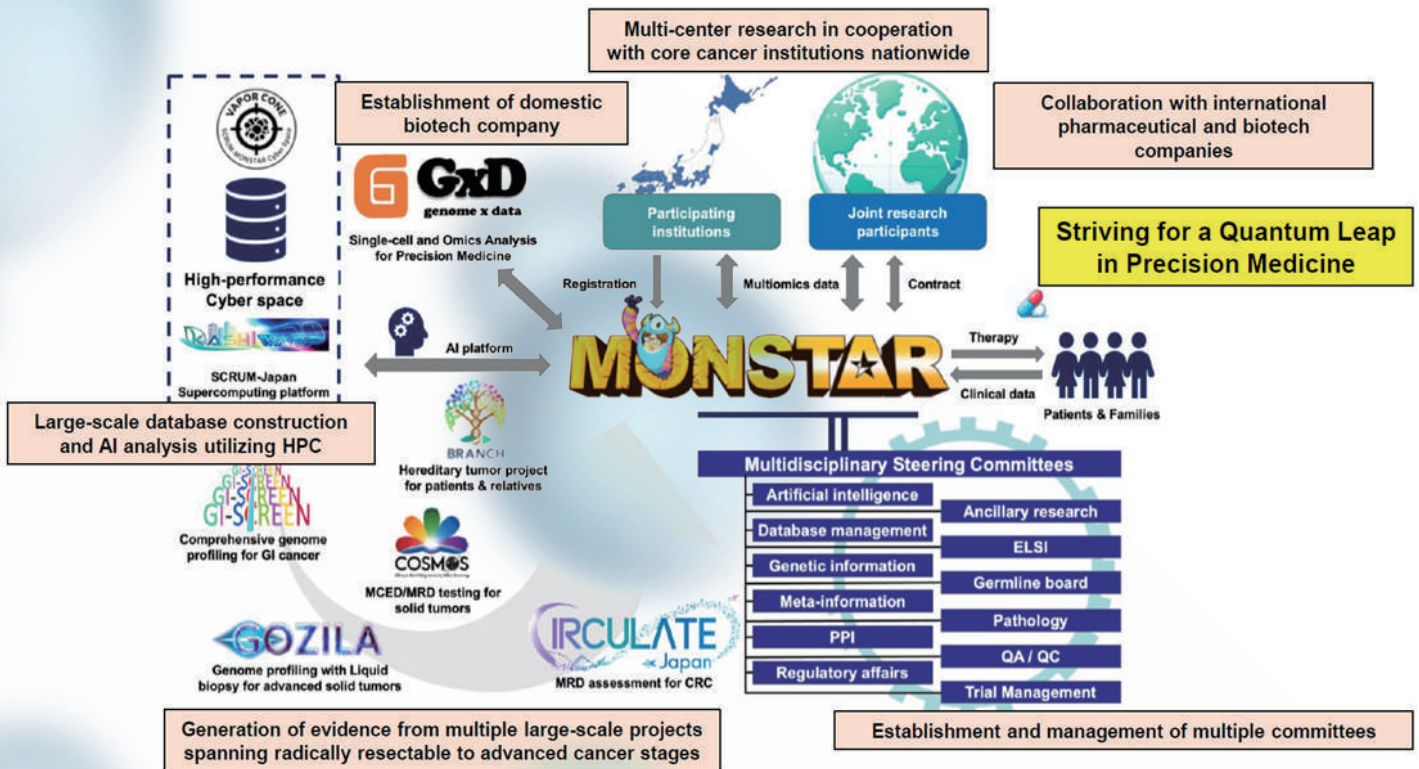 Multi-center research in cooperation
with core cancer institutions nationwide
VAPOR CONE
SCRUM-MONSTAR Cyber Space
Establishment of domestic
biotech company
Collaboration with international
pharmaceutical and biotech
companies
GxD
genome x data
Single-cell and Omics Analysis
for Precision Medicine
Participating
institutions
Joint research
participants
Striving for a Quantum Leap
in Precision Medicine
High-performance
Cyber space
Registration
Multiomics data
Contract
KASHIWA
SCRUM-Japan
Supercomputing platform
AI platform
MONSTAR
Therapy
Clinical data
Patients & Families
Large-scale database construction
and AI analysis utilizing HPC
BRANCH
Hereditary tumor project
for patients & relatives
GI-SCREEN
GI-SCREEN
GI-SCREEN
GI-SCREEN
Comprehensive genome
profiling for GI cancer
COSMOS
MCED/MRD testing for
solid tumors
GOZILA
Genome profiling with Liquid
biopsy for advanced solid tumors
CIRCULATE
Japan
MRD assessment for CRC
Multidisciplinary Steering Committees
Artificial intelligence
Ancillary research
Database management
ELSI
Genetic information
Germline board
Meta-information
Pathology
PPI
QA / QC
Regulatory affairs
Trial Management
Generation of evidence from multiple large-scale projects
spanning radically resectable to advanced cancer stages
Establishment and management of multiple committees